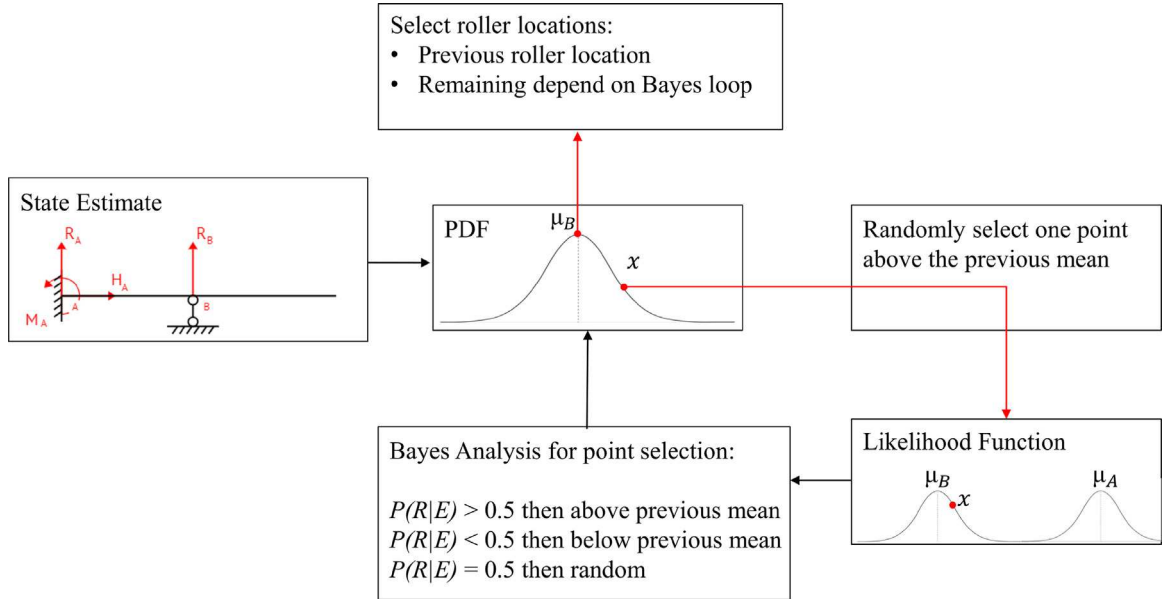 Select roller locations:
• Previous roller location
• Remaining depend on Bayes loop
State Estimate
R_A
R_B
H_A
A
B
M_A
PDF
μ_B
x
Randomly select one point
above the previous mean
Bayes Analysis for point selection:
P(R|E) > 0.5 then above previous mean
P(R|E) < 0.5 then below previous mean
P(R|E) = 0.5 then random
Likelihood Function
μ_B
x
μ_A